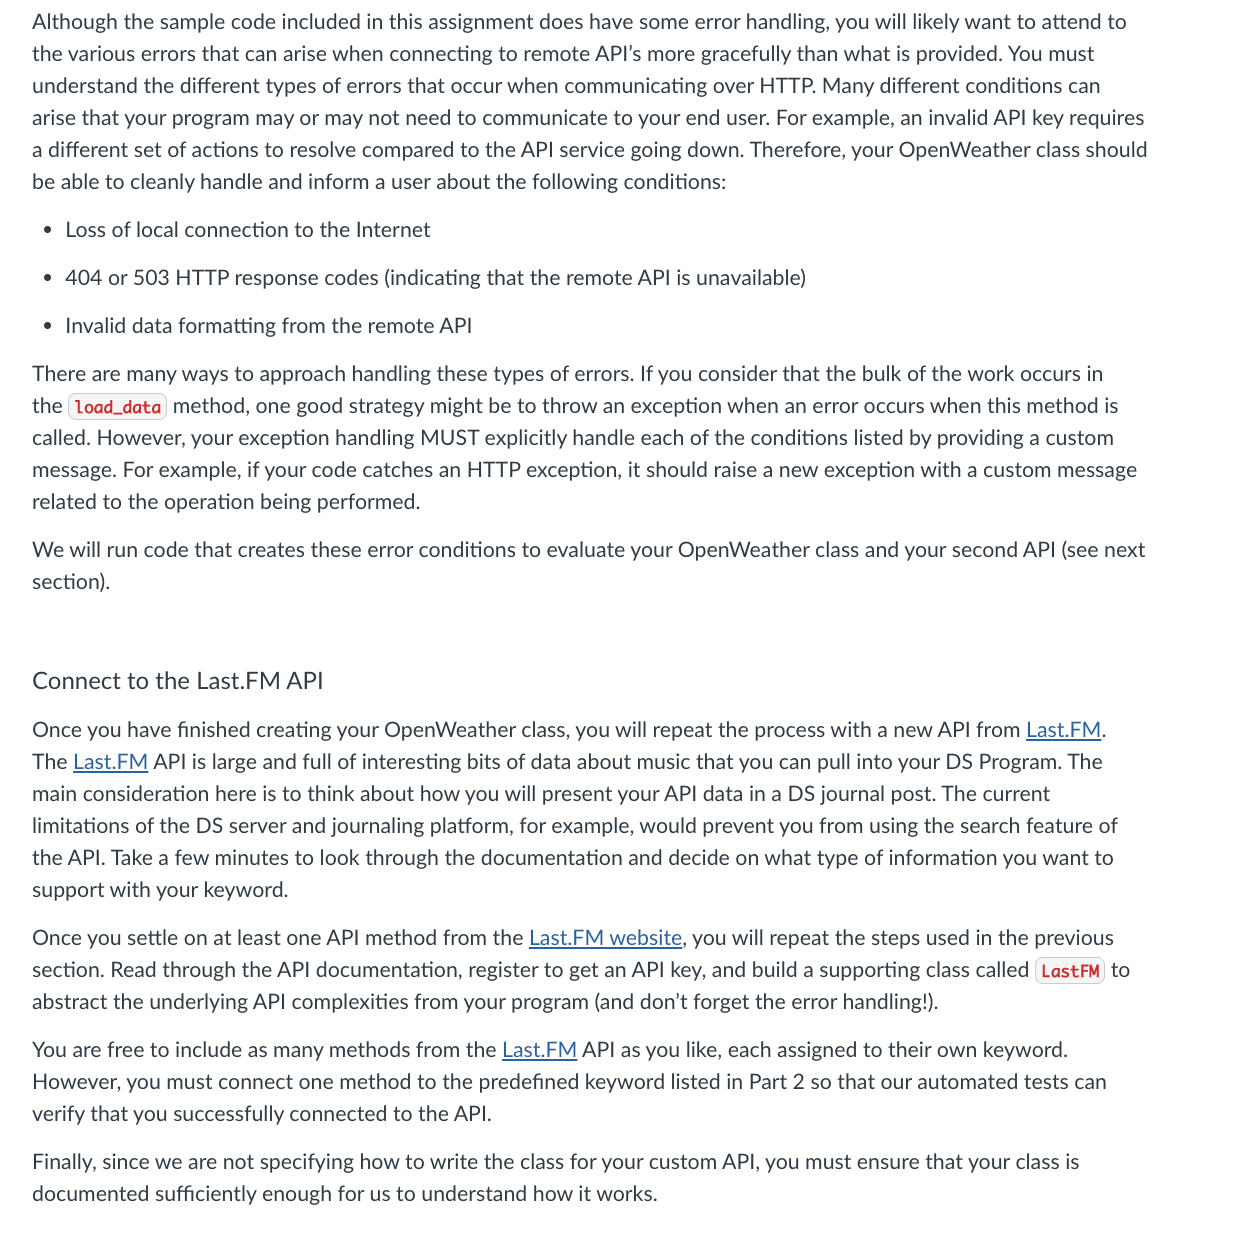 Although the sample code included in this assignment does have some error handling, you will likely want to attend to
the various errors that can arise when connecting to remote API’s more gracefully than what is provided. You must
understand the different types of errors that occur when communicating over HTTP. Many different conditions can
arise that your program may or may not need to communicate to your end user. For example, an invalid API key requires
a different set of actions to resolve compared to the API service going down. Therefore, your OpenWeather class should
be able to cleanly handle and inform a user about the following conditions:
• Loss of local connection to the Internet
• 404 or 503 HTTP response codes (indicating that the remote API is unavailable)
• Invalid data formatting from the remote API
There are many ways to approach handling these types of errors. If you consider that the bulk of the work occurs in
the load_data method, one good strategy might be to throw an exception when an error occurs when this method is
called. However, your exception handling MUST explicitly handle each of the conditions listed by providing a custom
message. For example, if your code catches an HTTP exception, it should raise a new exception with a custom message
related to the operation being performed.
We will run code that creates these error conditions to evaluate your OpenWeather class and your second API (see next
section).
Connect to the Last.FM API
Once you have finished creating your OpenWeather class, you will repeat the process with a new API from Last.FM.
The Last.FM API is large and full of interesting bits of data about music that you can pull into your DS Program. The
main consideration here is to think about how you will present your API data in a DS journal post. The current
limitations of the DS server and journaling platform, for example, would prevent you from using the search feature of
the API. Take a few minutes to look through the documentation and decide on what type of information you want to
support with your keyword.
Once you settle on at least one API method from the Last.FM website, you will repeat the steps used in the previous
section. Read through the API documentation, register to get an API key, and build a supporting class called LastFM to
abstract the underlying API complexities from your program (and don’t forget the error handling!).
You are free to include as many methods from the Last.FM API as you like, each assigned to their own keyword.
However, you must connect one method to the predefined keyword listed in Part 2 so that our automated tests can
verify that you successfully connected to the API.
Finally, since we are not specifying how to write the class for your custom API, you must ensure that your class is
documented sufficiently enough for us to understand how it works.